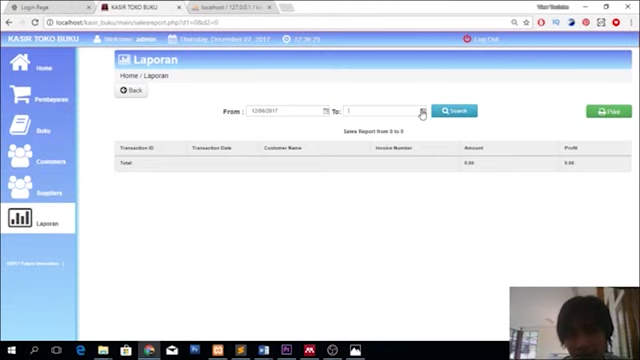 Login Page
KASIR TOKO BUKU
localhost / 127.0.0.1 / k
localhost/kasir_buku/main/salesreport.php?d1=0&d2=0
KASIR TOKO BUKU
Welcome: admin
Thursday, December 07, 2017
Log Out
Home
Pembayaran
Buku
Customers
Suppliers
Laporan
Laporan
Home / Laporan
Back
From :
12/06/2017
To:
Search
Print
Sales Report from 0 to 0
Transaction ID
Transaction Date
Customer Name
Invoice Number
Amount
Profit
Total:
0.00
0.00